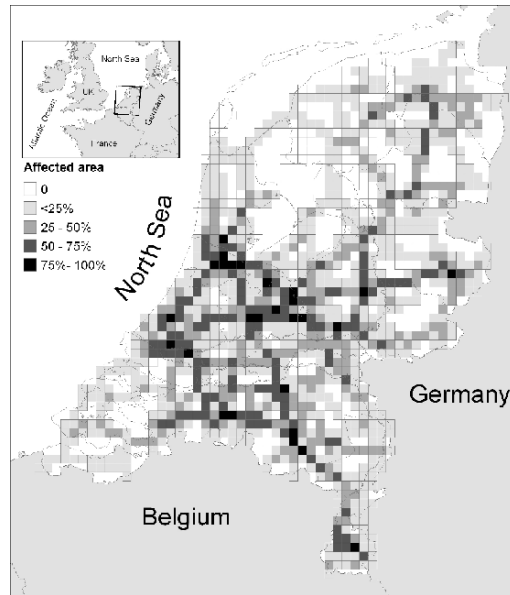 North Sea
UK
Atlantic Ocean
Germany
France
Affected area
0
<25%
25 - 50%
50 - 75%
75%- 100%
North Sea
Germany
Belgium